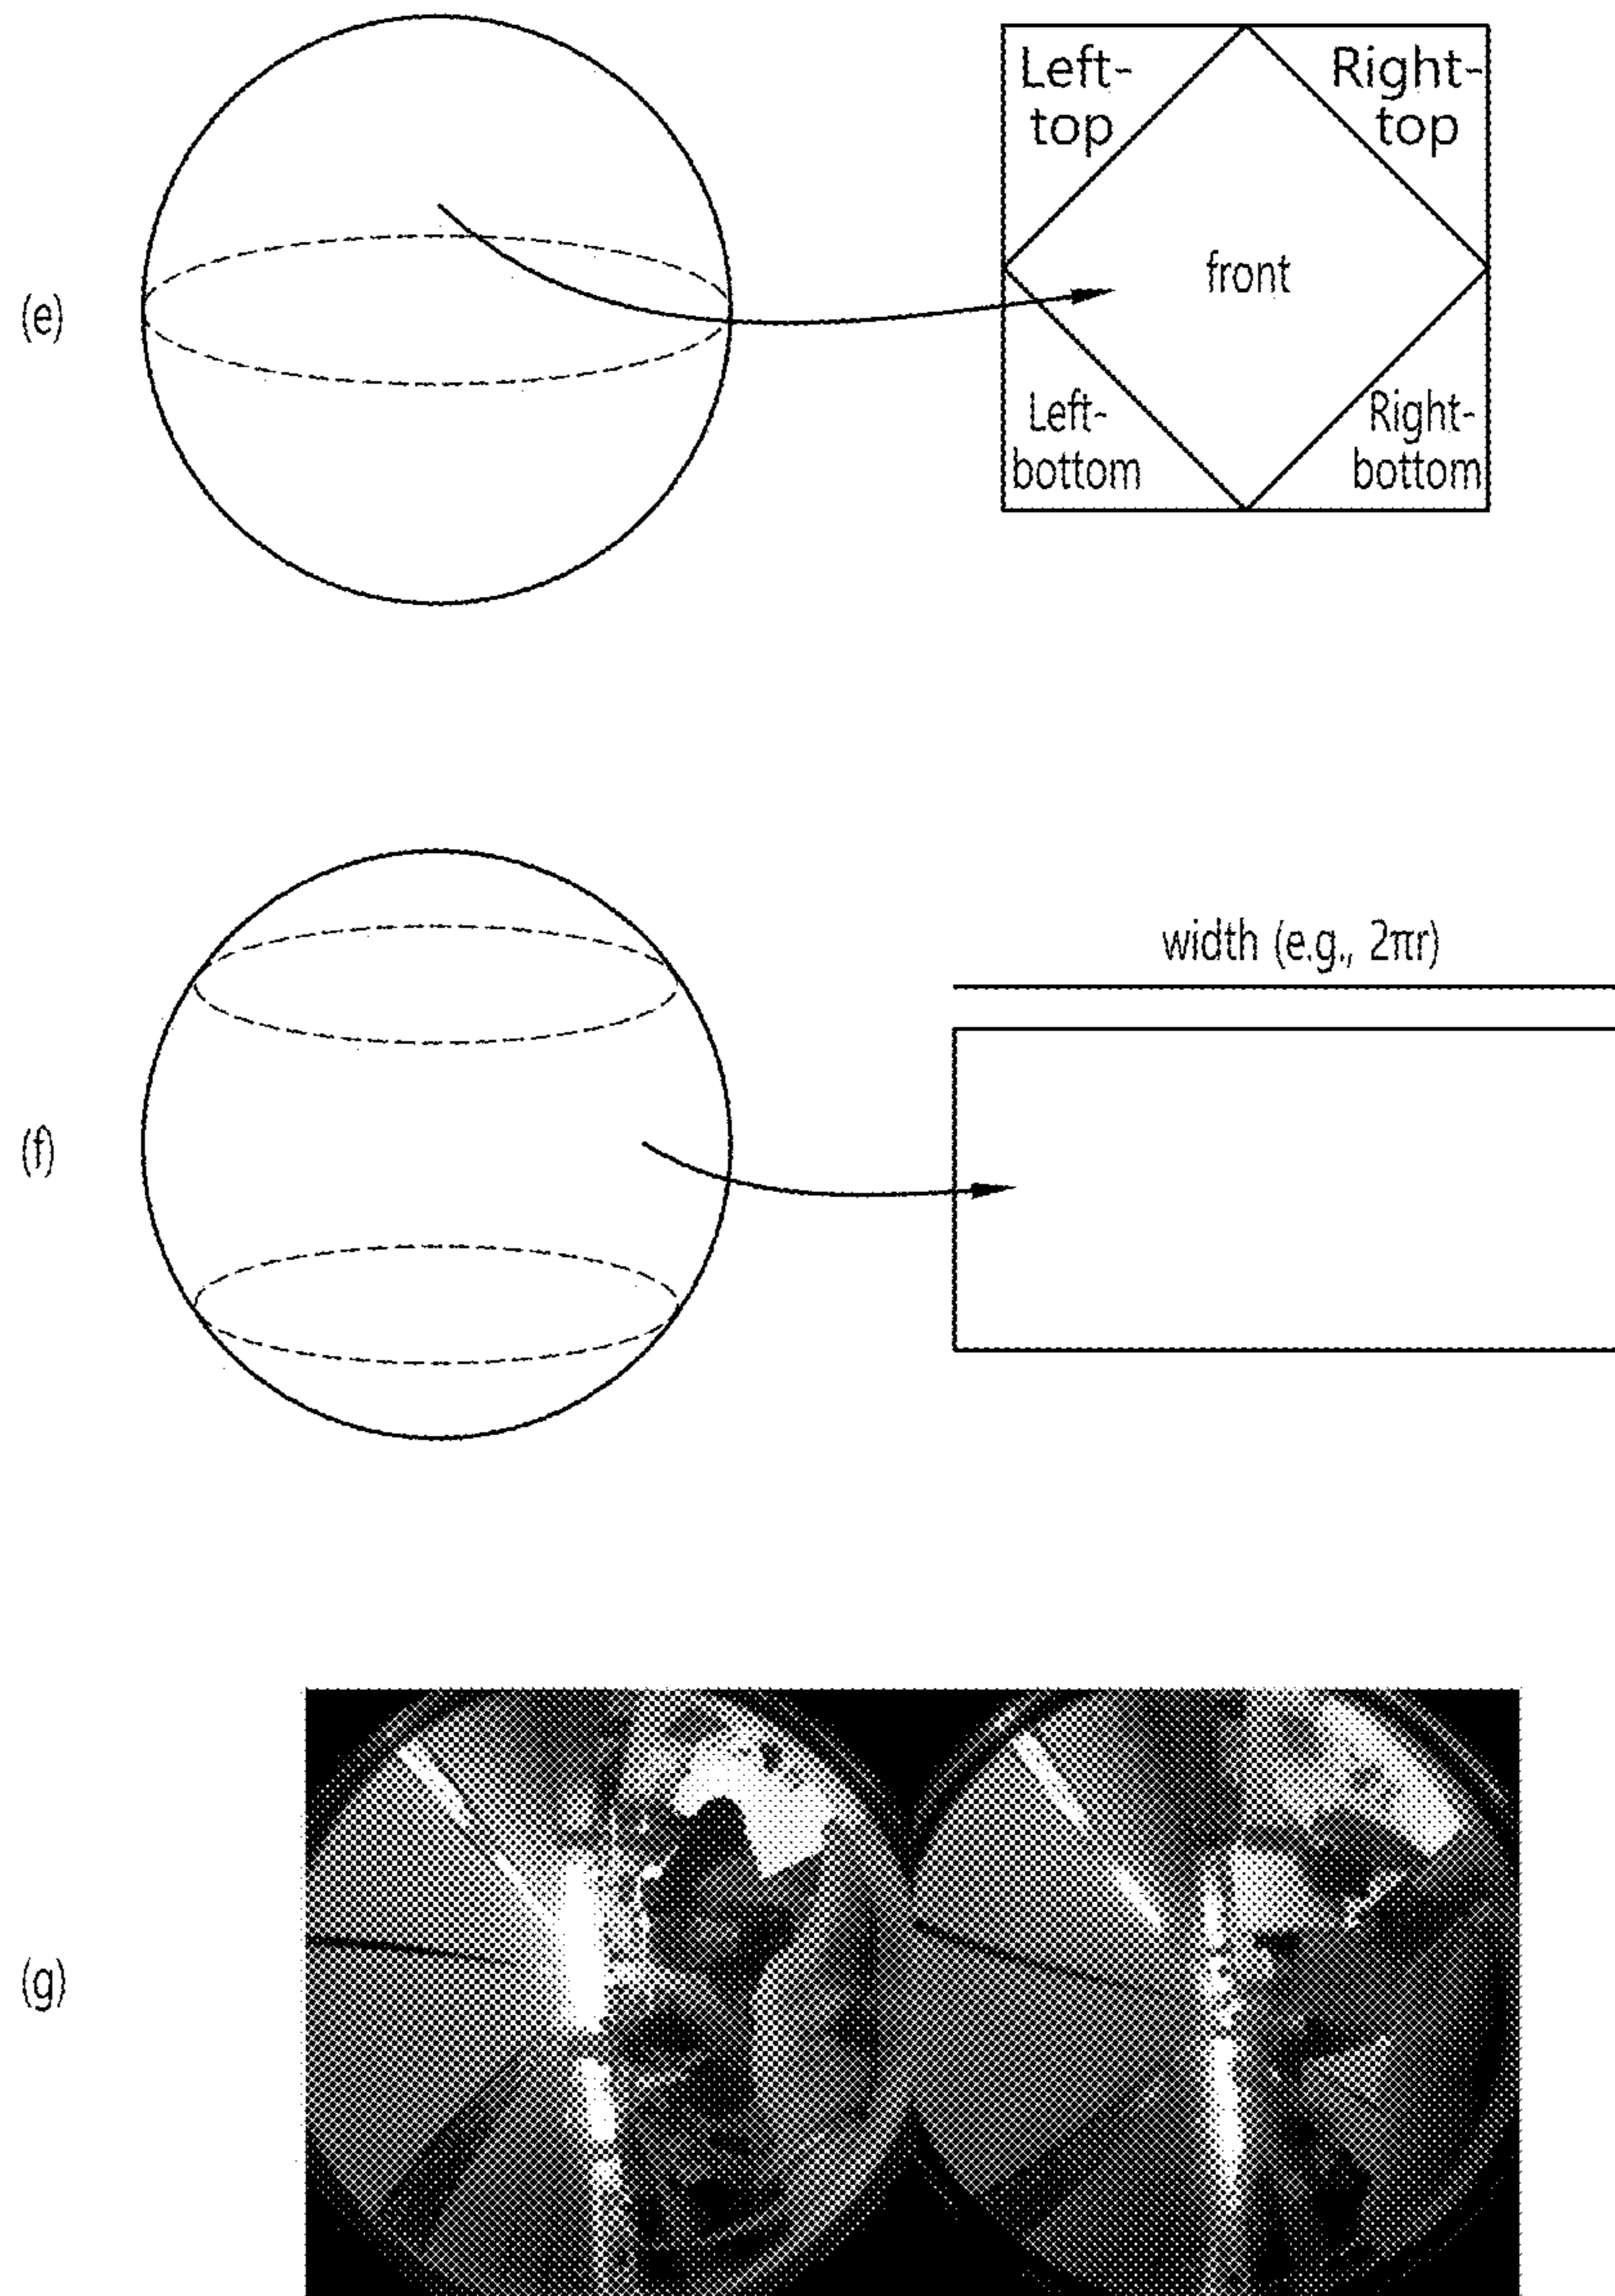 Left-
top
Right-
top
(e)
front
Left-
bottom
Right-
bottom
width (e.g., 2πr)
(f)
(g)